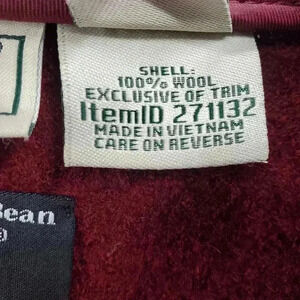 SHELL:
100% WOOL
EXCLUSIVE OF TRIM
ItemID 271132
MADE IN VIETNAM
CARE ON REVERSE
Bean
®